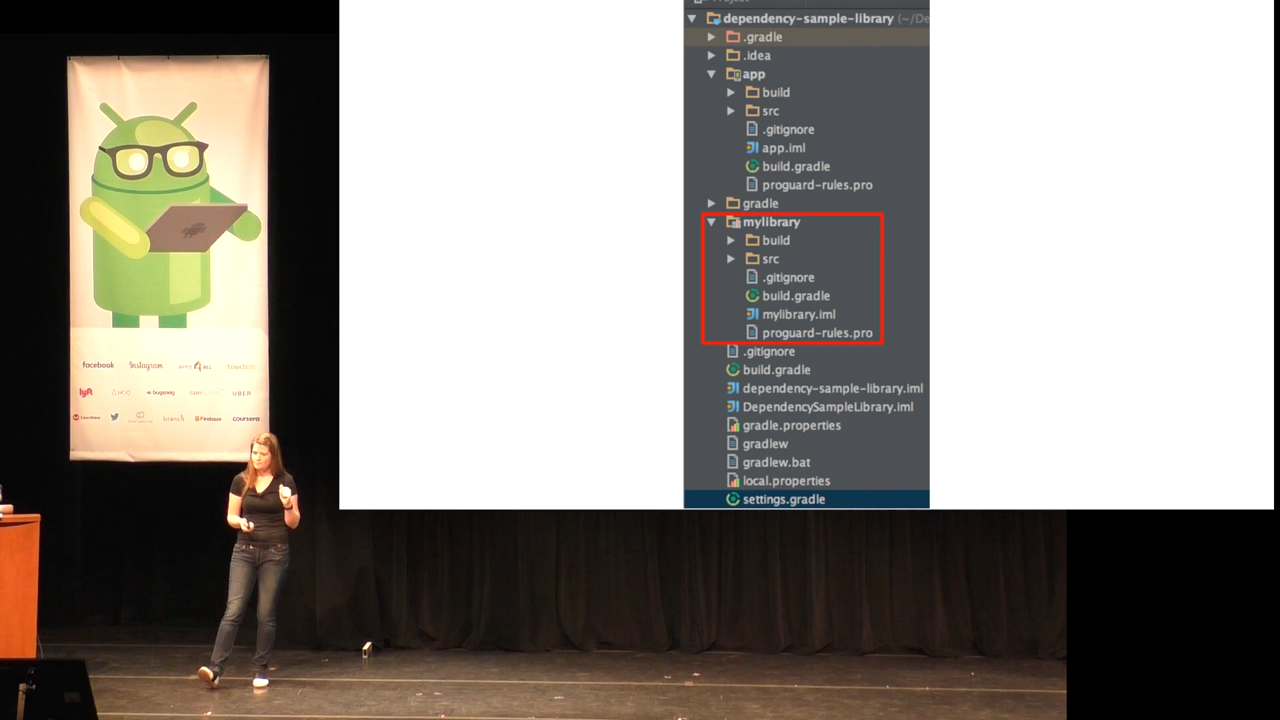 dependency-sample-library (~/De
.gradle
.idea
app
build
src
.gitignore
app.iml
build.gradle
proguard-rules.pro
gradle
mylibrary
build
src
.gitignore
build.gradle
mylibrary.iml
proguard-rules.pro
.gitignore
build.gradle
dependency-sample-library.iml
DependencySampleLibrary.iml
gradle.properties
gradlew
gradlew.bat
local.properties
settings.gradle
facebook Instagram
lyft bugsnag UBER
branch Firebase coursera